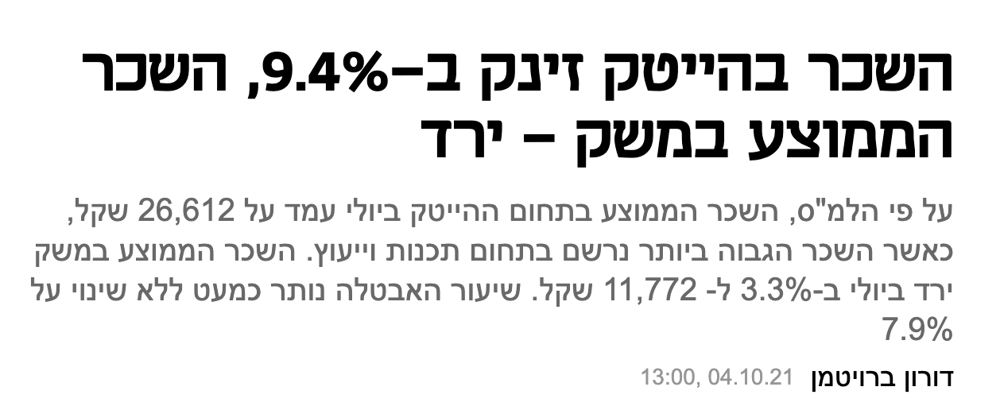 השכר בהייטק זינק ב-9.4%, השכר
הממוצע במשק - ירד
על פי הלמ"ס, השכר הממוצע בתחום ההייטק ביולי עמד על 26,612 שקל,
כאשר השכר הגבוה ביותר נרשם בתחום תכנות וייעוץ. השכר הממוצע במשק
ירד ביולי ב-3.3% ל- 11,772 שקל. שיעור האבטלה נותר כמעט ללא שינוי על
7.9%
דורון ברויטמן 13:00, 04.10.21